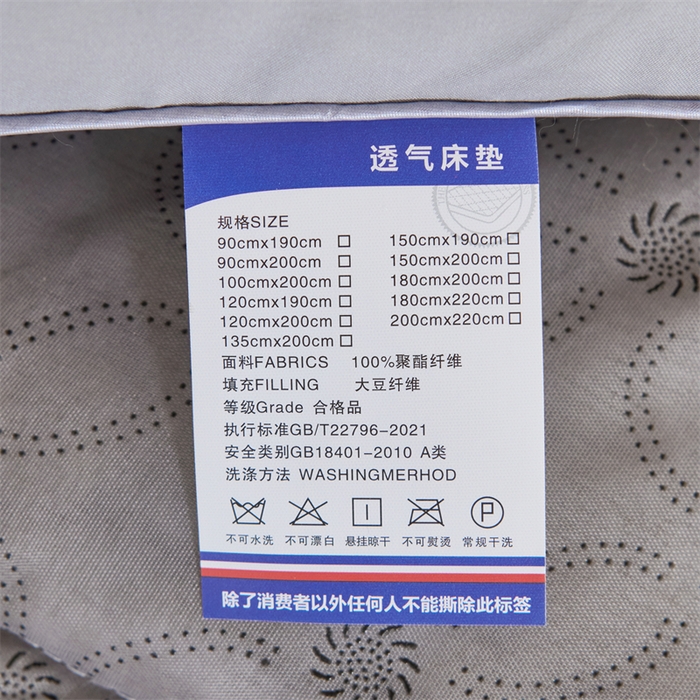 透气床垫
规格SIZE
90cmx190cm □ 150cmx190cm □
90cmx200cm □ 150cmx200cm □
100cmx200cm □ 180cmx200cm □
120cmx190cm □ 180cmx220cm □
120cmx200cm □ 200cmx220cm □
135cmx200cm □
面料FABRICS 100%聚酯纤维
填充FILLING 大豆纤维
等级Grade 合格品
执行标准GB/T22796-2021
安全类别GB18401-2010 A类
洗涤方法 WASHINGMERHOD
P
不可水洗 不可漂白 悬挂晾干 不可熨烫 常规干洗
除了消费者以外任何人不能撕除此标签